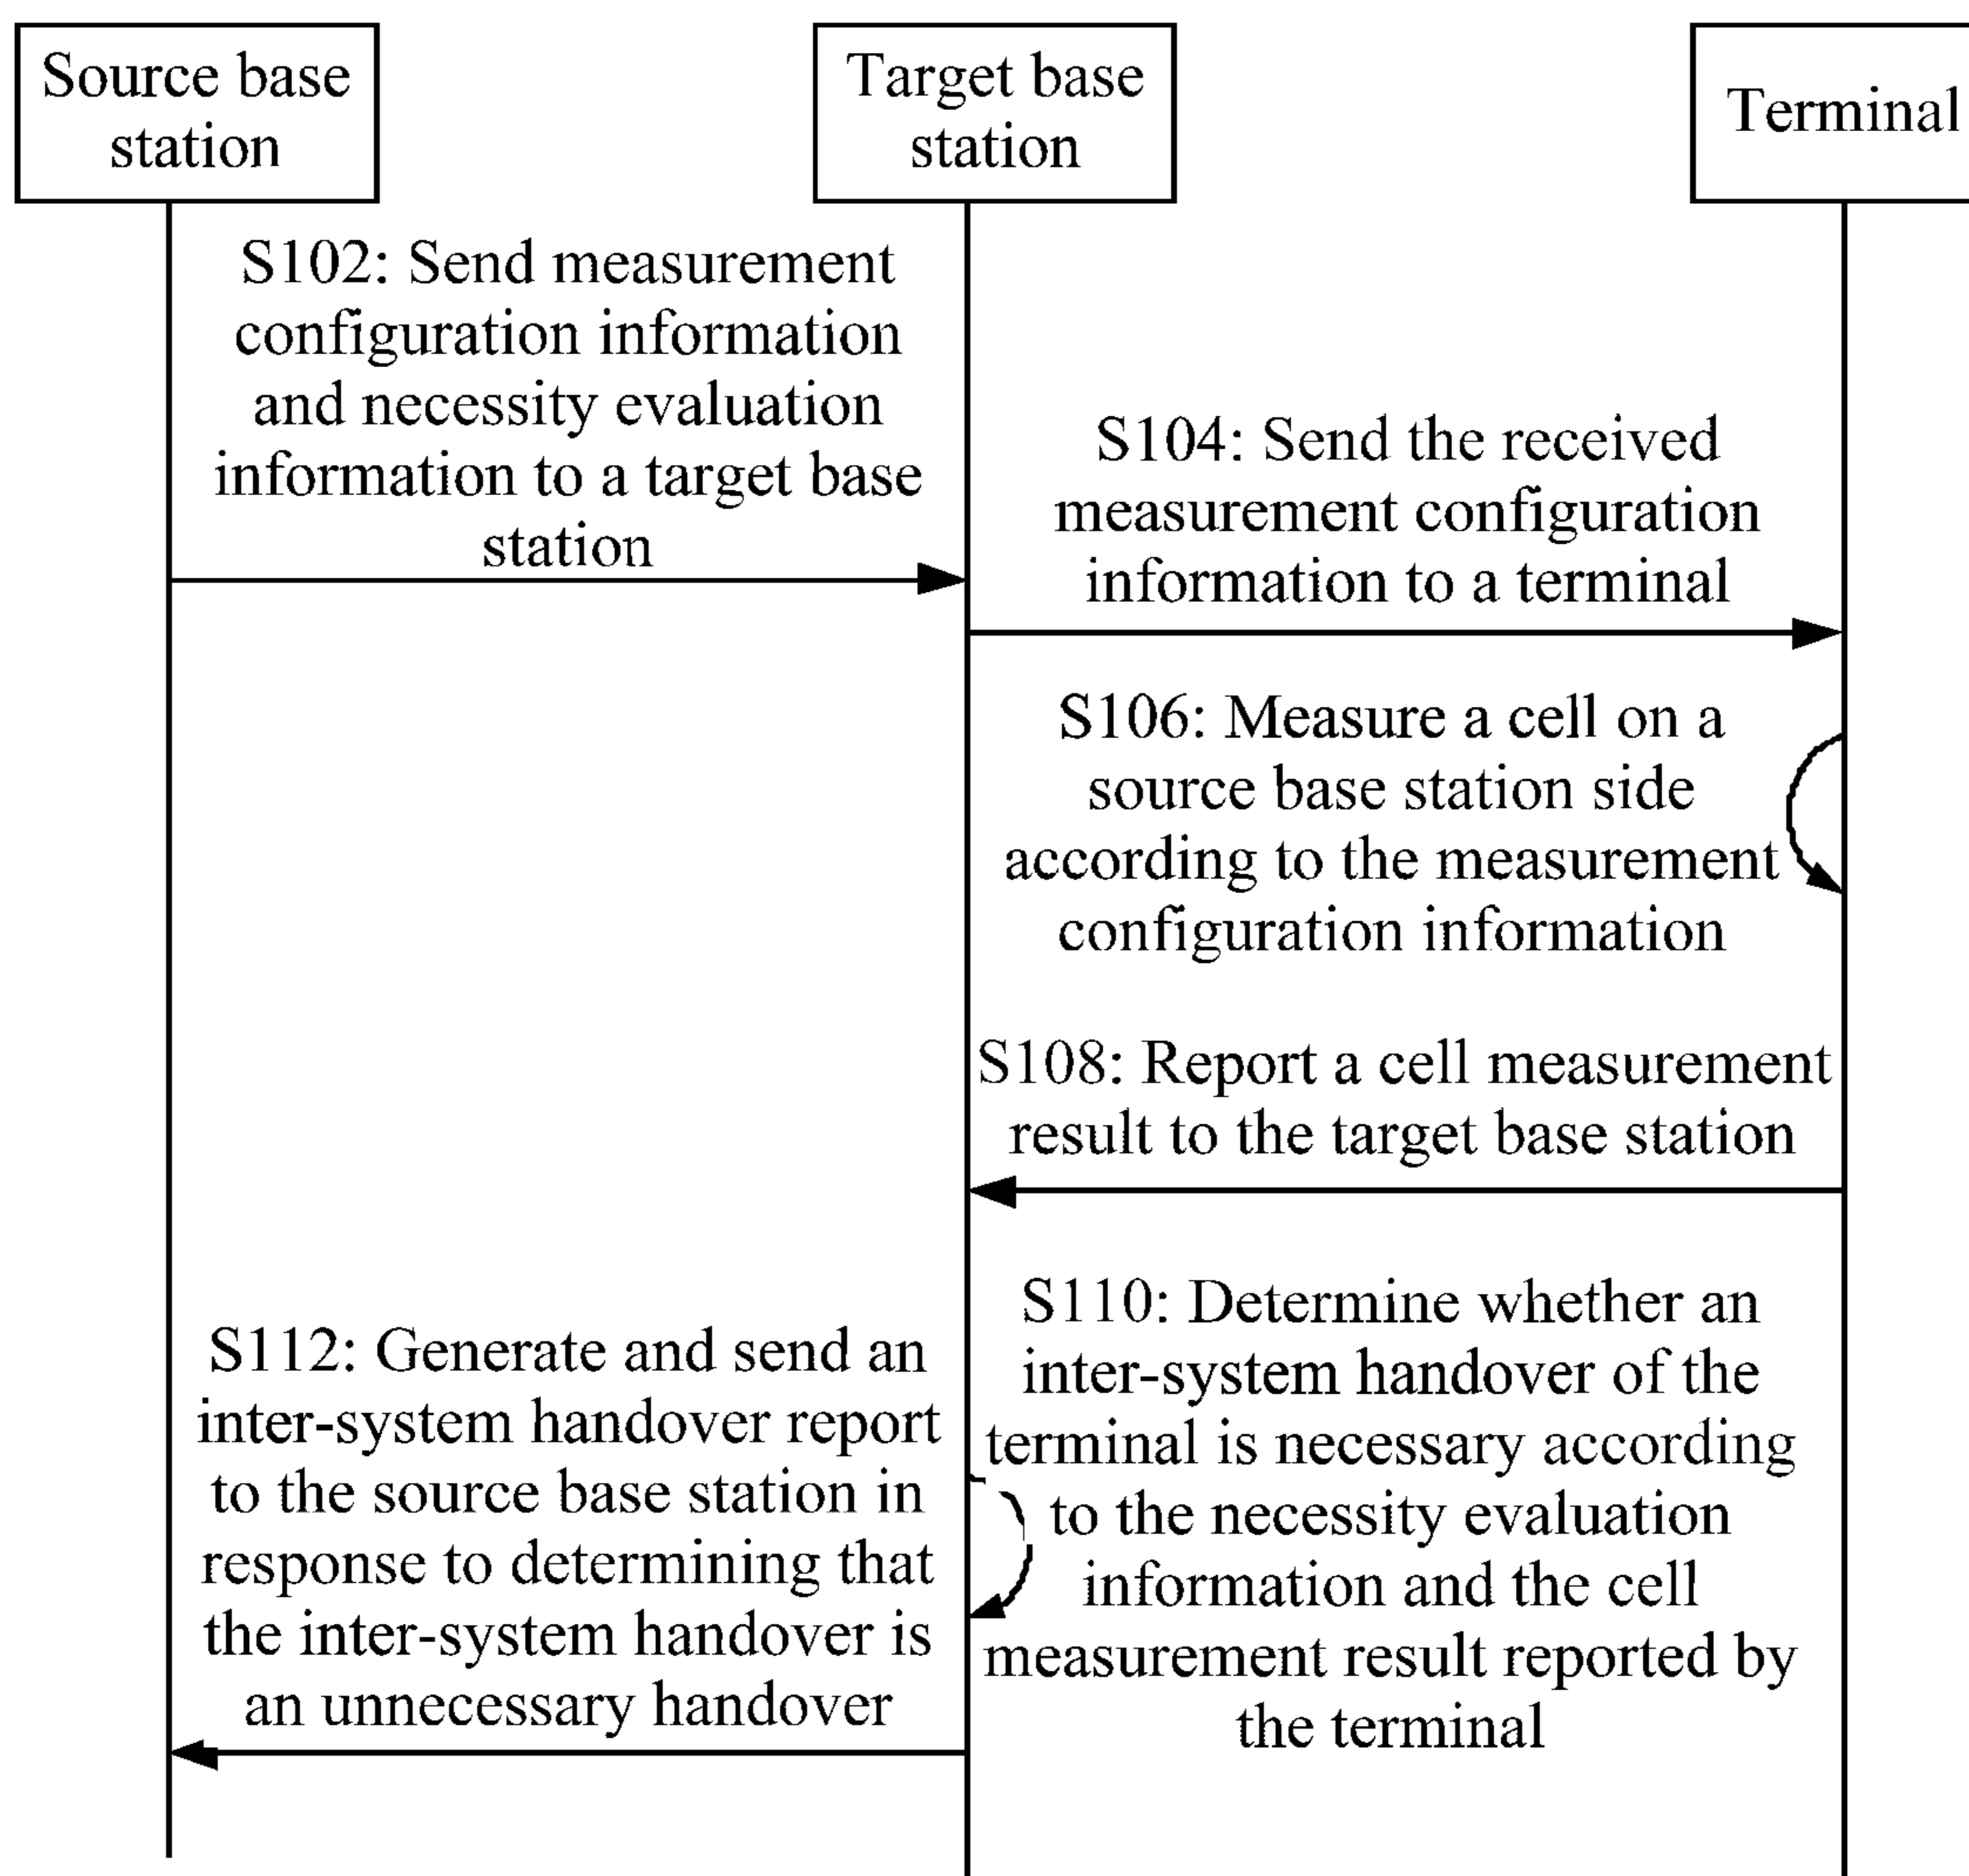 Source base
station
Target base
station
Terminal
S102: Send measurement
configuration information
and necessity evaluation
information to a target base
station
S104: Send the received
measurement configuration
information to a terminal
S106: Measure a cell on a
source base station side
according to the measurement
configuration information
S108: Report a cell measurement
result to the target base station
S110: Determine whether an
inter-system handover of the
terminal is necessary according
to the necessity evaluation
information and the cell
measurement result reported by
the terminal
S112: Generate and send an
inter-system handover report
to the source base station in
response to determining that
the inter-system handover is
an unnecessary handover